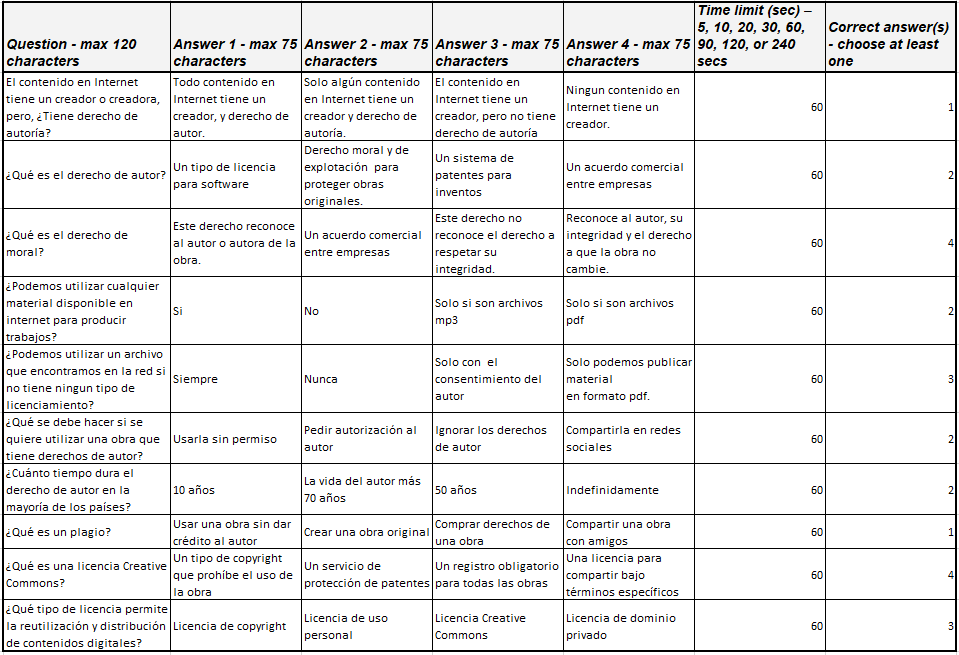 Question - max 120 characters | Answer 1 - max 75 characters | Answer 2 - max 75 characters | Answer 3 - max 75 characters | Answer 4 - max 75 characters | Time limit (sec) – 5, 10, 20, 30, 60, 90, 120, or 240 secs | Correct answer(s) - choose at least one
El contenido en Internet tiene un creador o creadora, pero, ¿Tiene derecho de autoría? | Todo contenido en Internet tiene un creador, y derecho de autor. | Solo algún contenido en Internet tiene un creador y derecho de autoría. | El contenido en Internet tiene un creador, pero no tiene derecho de autoría | Ningun contenido en Internet tiene un creador. | 60 | 1
¿Qué es el derecho de autor? | Un tipo de licencia para software | Derecho moral y de explotación  para proteger obras originales. | Un sistema de patentes para inventos | Un acuerdo comercial entre empresas | 60 | 2
¿Qué es el derecho de moral? | Este derecho reconoce al autor o autora de la obra. | Un acuerdo comercial entre empresas | Este derecho no reconoce el derecho a respetar su integridad. | Reconoce al autor, su integridad y el derecho a que la obra no cambie. | 60 | 4
¿Podemos utilizar cualquier material disponible en internet para producir trabajos? | Si | No | Solo si son archivos mp3 | Solo si son archivos pdf | 60 | 2
¿Podemos utilizar un archivo que encontramos en la red si no tiene ningun tipo de licenciamiento? | Siempre | Nunca | Solo con  el consentimiento del autor | Solo podemos publicar material en formato pdf. | 60 | 3
¿Qué se debe hacer si se quiere utilizar una obra que tiene derechos de autor? | Usarla sin permiso | Pedir autorización al autor | Ignorar los derechos de autor | Compartirla en redes sociales | 60 | 2
¿Cuánto tiempo dura el derecho de autor en la mayoría de los países? | 10 años | La vida del autor más 70 años | 50 años | Indefinidamente | 60 | 2
¿Qué es un plagio? | Usar una obra sin dar crédito al autor | Crear una obra original | Comprar derechos de una obra | Compartir una obra con amigos | 60 | 1
¿Qué es una licencia Creative Commons? | Un tipo de copyright que prohíbe el uso de la obra | Un servicio de protección de patentes | Un registro obligatorio para todas las obras | Una licencia para compartir bajo términos específicos | 60 | 4
¿Qué tipo de licencia permite la reutilización y distribución de contenidos digitales? | Licencia de copyright | Licencia de uso personal | Licencia Creative Commons | Licencia de dominio privado | 60 | 3